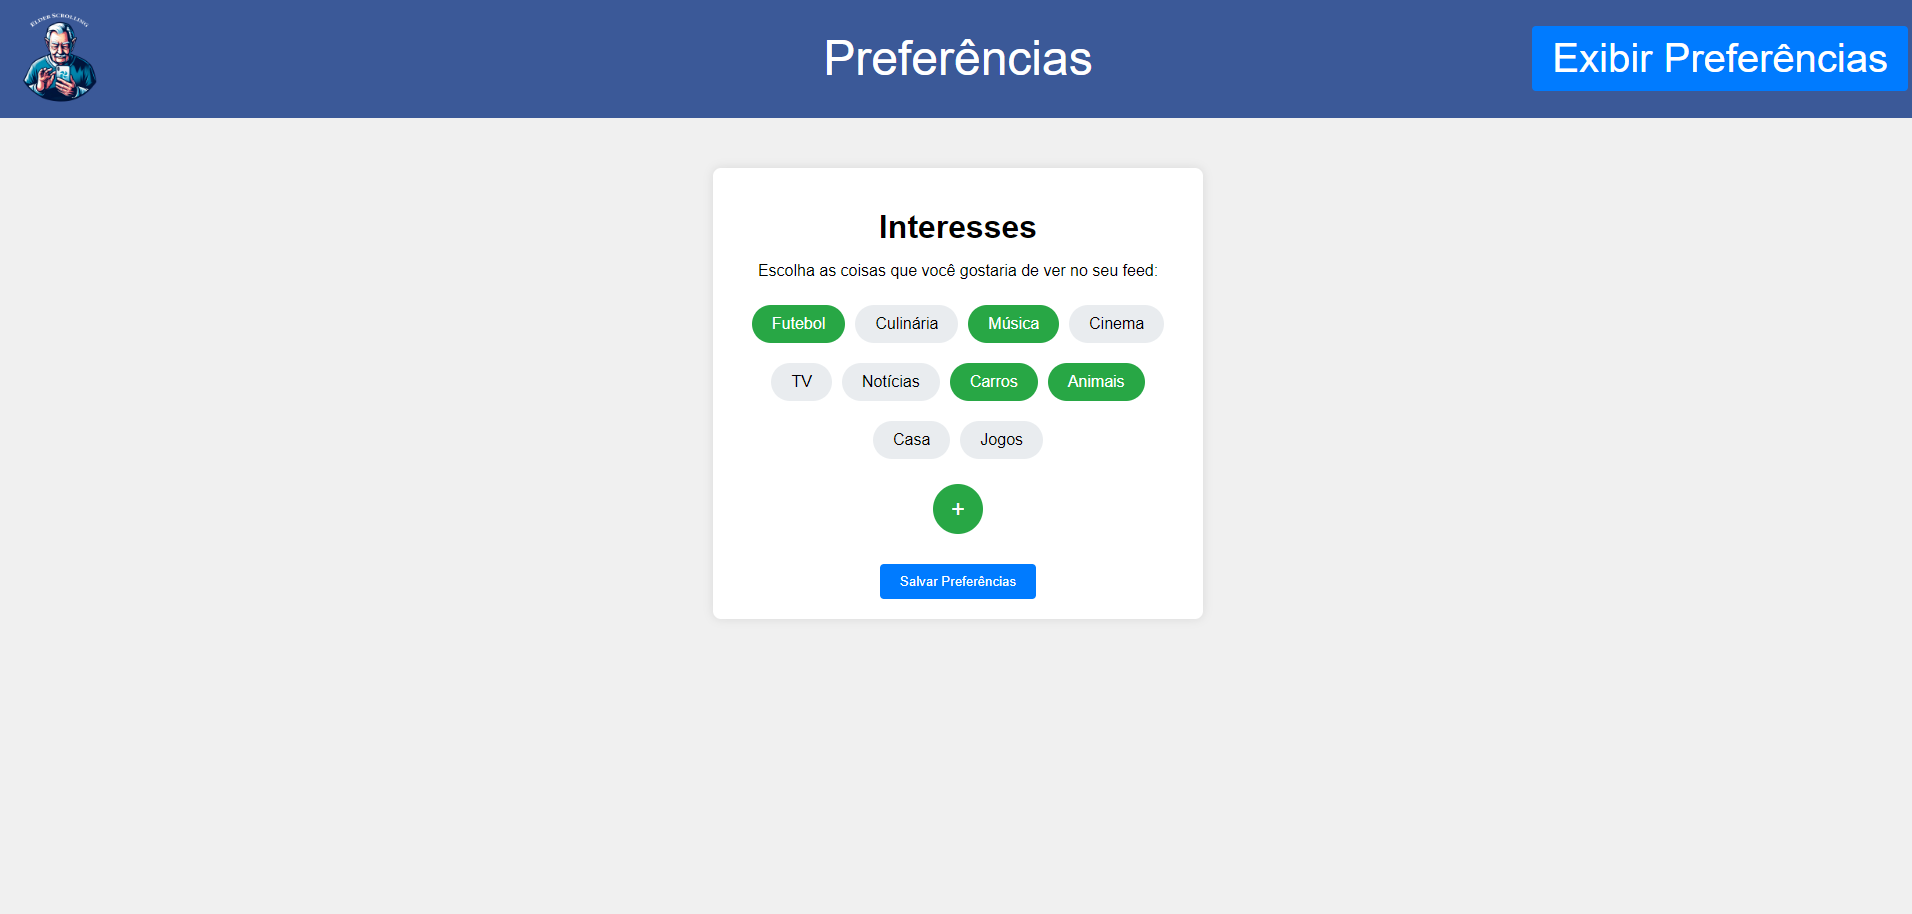 ELDER SCROLLING
Preferências
Exibir Preferências
Interesses
Escolha as coisas que você gostaria de ver no seu feed:
Futebol Culinária Música Cinema
TV Notícias Carros Animais
Casa Jogos
+
Salvar Preferências